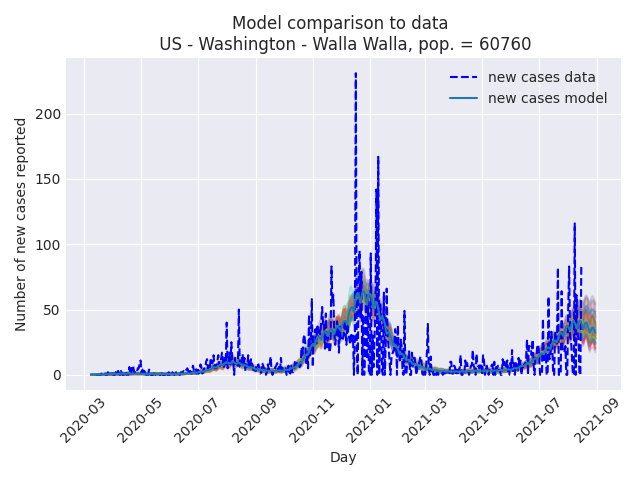 Model comparison to data
US - Washington - Walla Walla, pop. = 60760
new cases data
new cases model
Number of new cases reported
200
150
100
50
0
2020-03
2020-05
2020-07
2020-09
2020-11
2021-01
2021-03
2021-05
2021-07
2021-09
Day